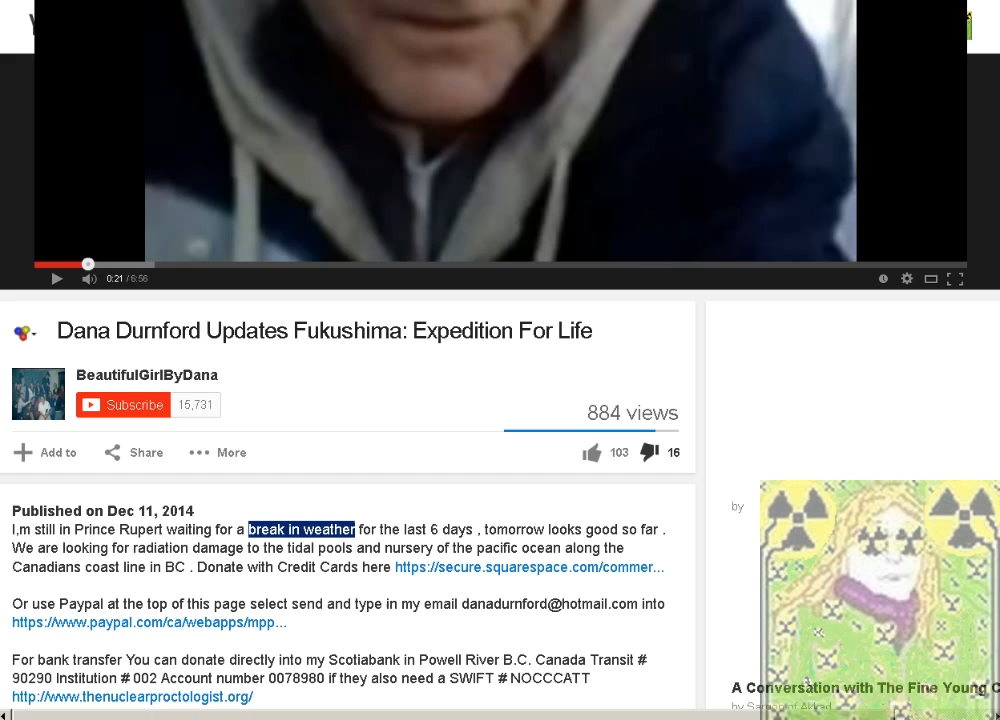 0:21 / 6:56
Dana Durnford Updates Fukushima: Expedition For Life
BeautifulGirlByDana
Subscribe 15,731
884 views
Add to Share More 103 16
Published on Dec 11, 2014
I,m still in Prince Rupert waiting for a break in weather for the last 6 days , tomorrow looks good so far .
We are looking for radiation damage to the tidal pools and nursery of the pacific ocean along the
Canadians coast line in BC . Donate with Credit Cards here https://secure.squarespace.com/commer...
Or use Paypal at the top of this page select send and type in my email danadurnford@hotmail.com into
https://www.paypal.com/ca/webapps/mpp...
For bank transfer You can donate directly into my Scotiabank in Powell River B.C. Canada Transit #
90290 Institution # 002 Account number 0078980 if they also need a SWIFT # NOCCCATT
http://www.thenuclearproctologist.org/
by
A Conversation with The Fine Young C
by Sargon of Akkad